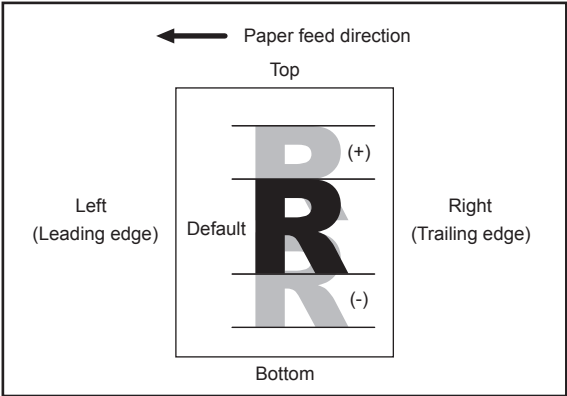 Paper feed direction
Top
(+)
Left
(Leading edge)
Default
R
Right
(Trailing edge)
(-)
Bottom